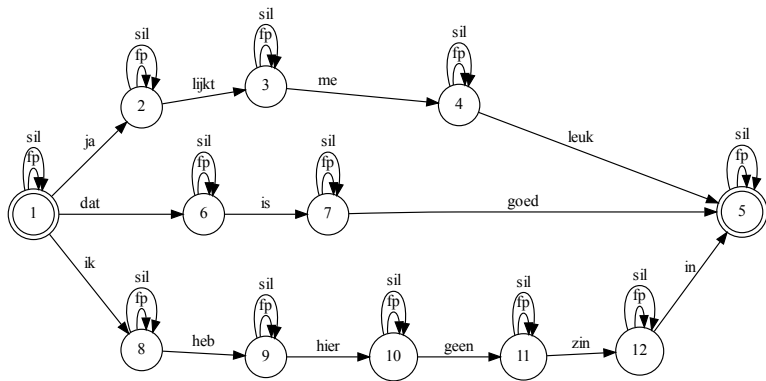 sil
fp
1
ja
sil
fp
2
lijkt
sil
fp
3
me
sil
fp
4
leuk
sil
fp
5
dat
sil
fp
6
is
sil
fp
7
goed
ik
sil
fp
8
heb
sil
fp
9
hier
sil
fp
10
geen
sil
fp
11
zin
sil
fp
12
in